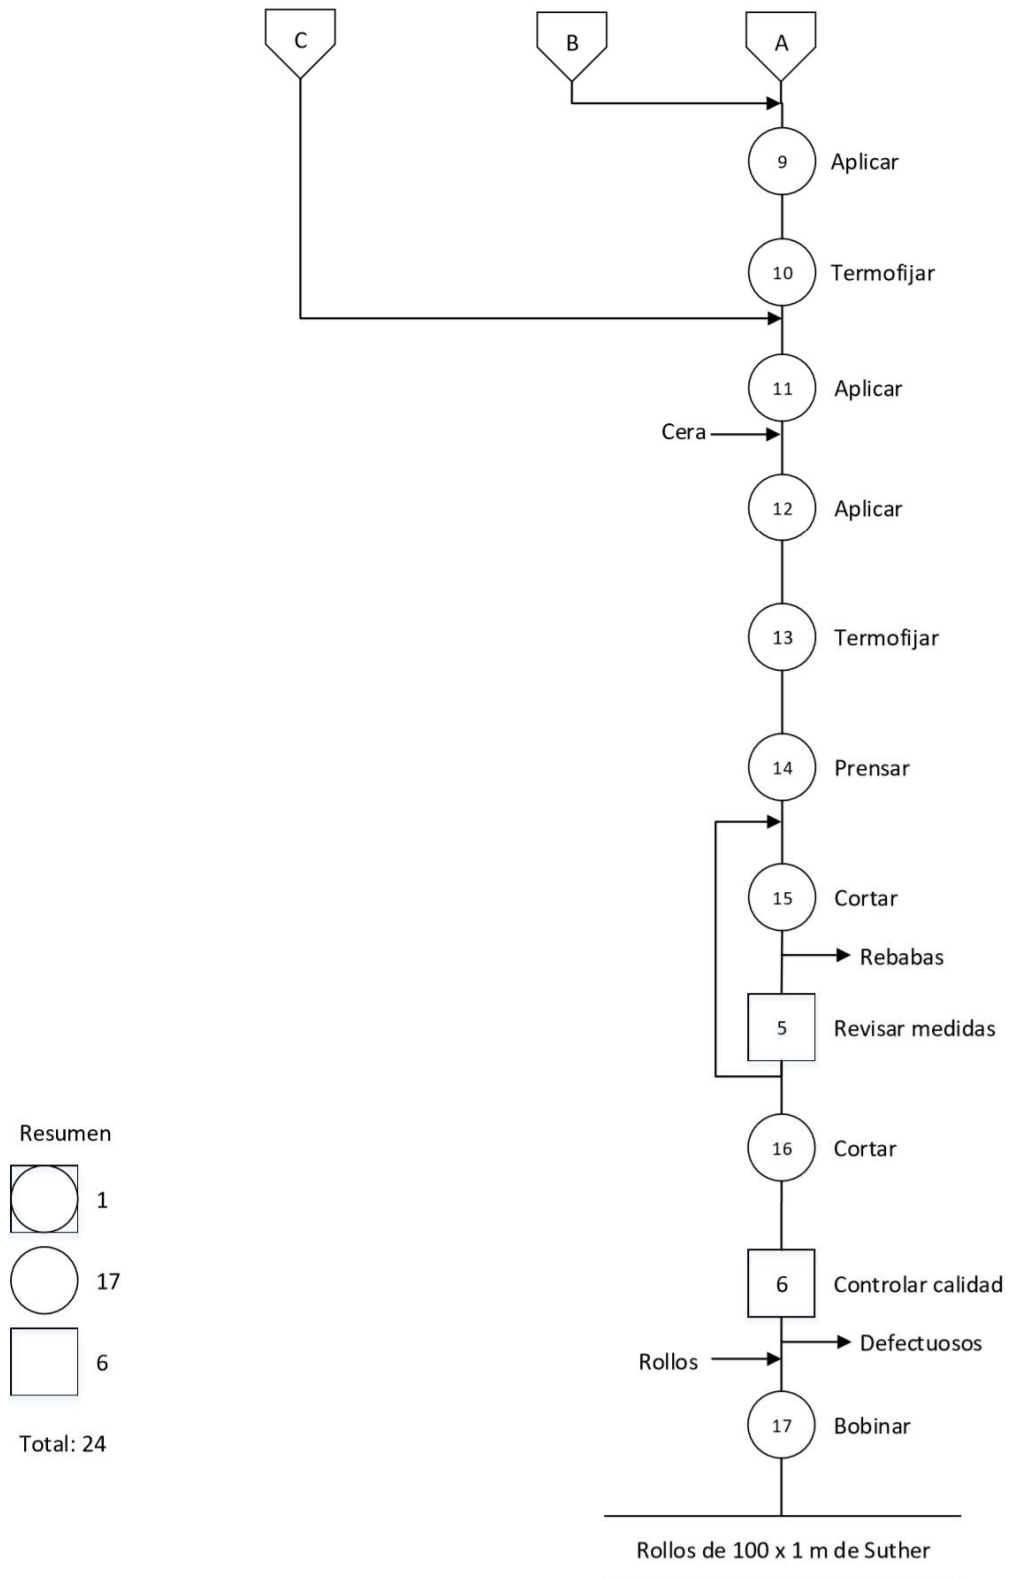 C
B
A
9 Aplicar
10 Termofijar
11 Aplicar
Cera
12 Aplicar
13 Termofijar
14 Prensar
15 Cortar
Rebabas
5 Revisar medidas
16 Cortar
6 Controlar calidad
Defectuosos
Rollos
17 Bobinar
Rollos de 100 x 1 m de Suther
Resumen
1
17
6
Total: 24